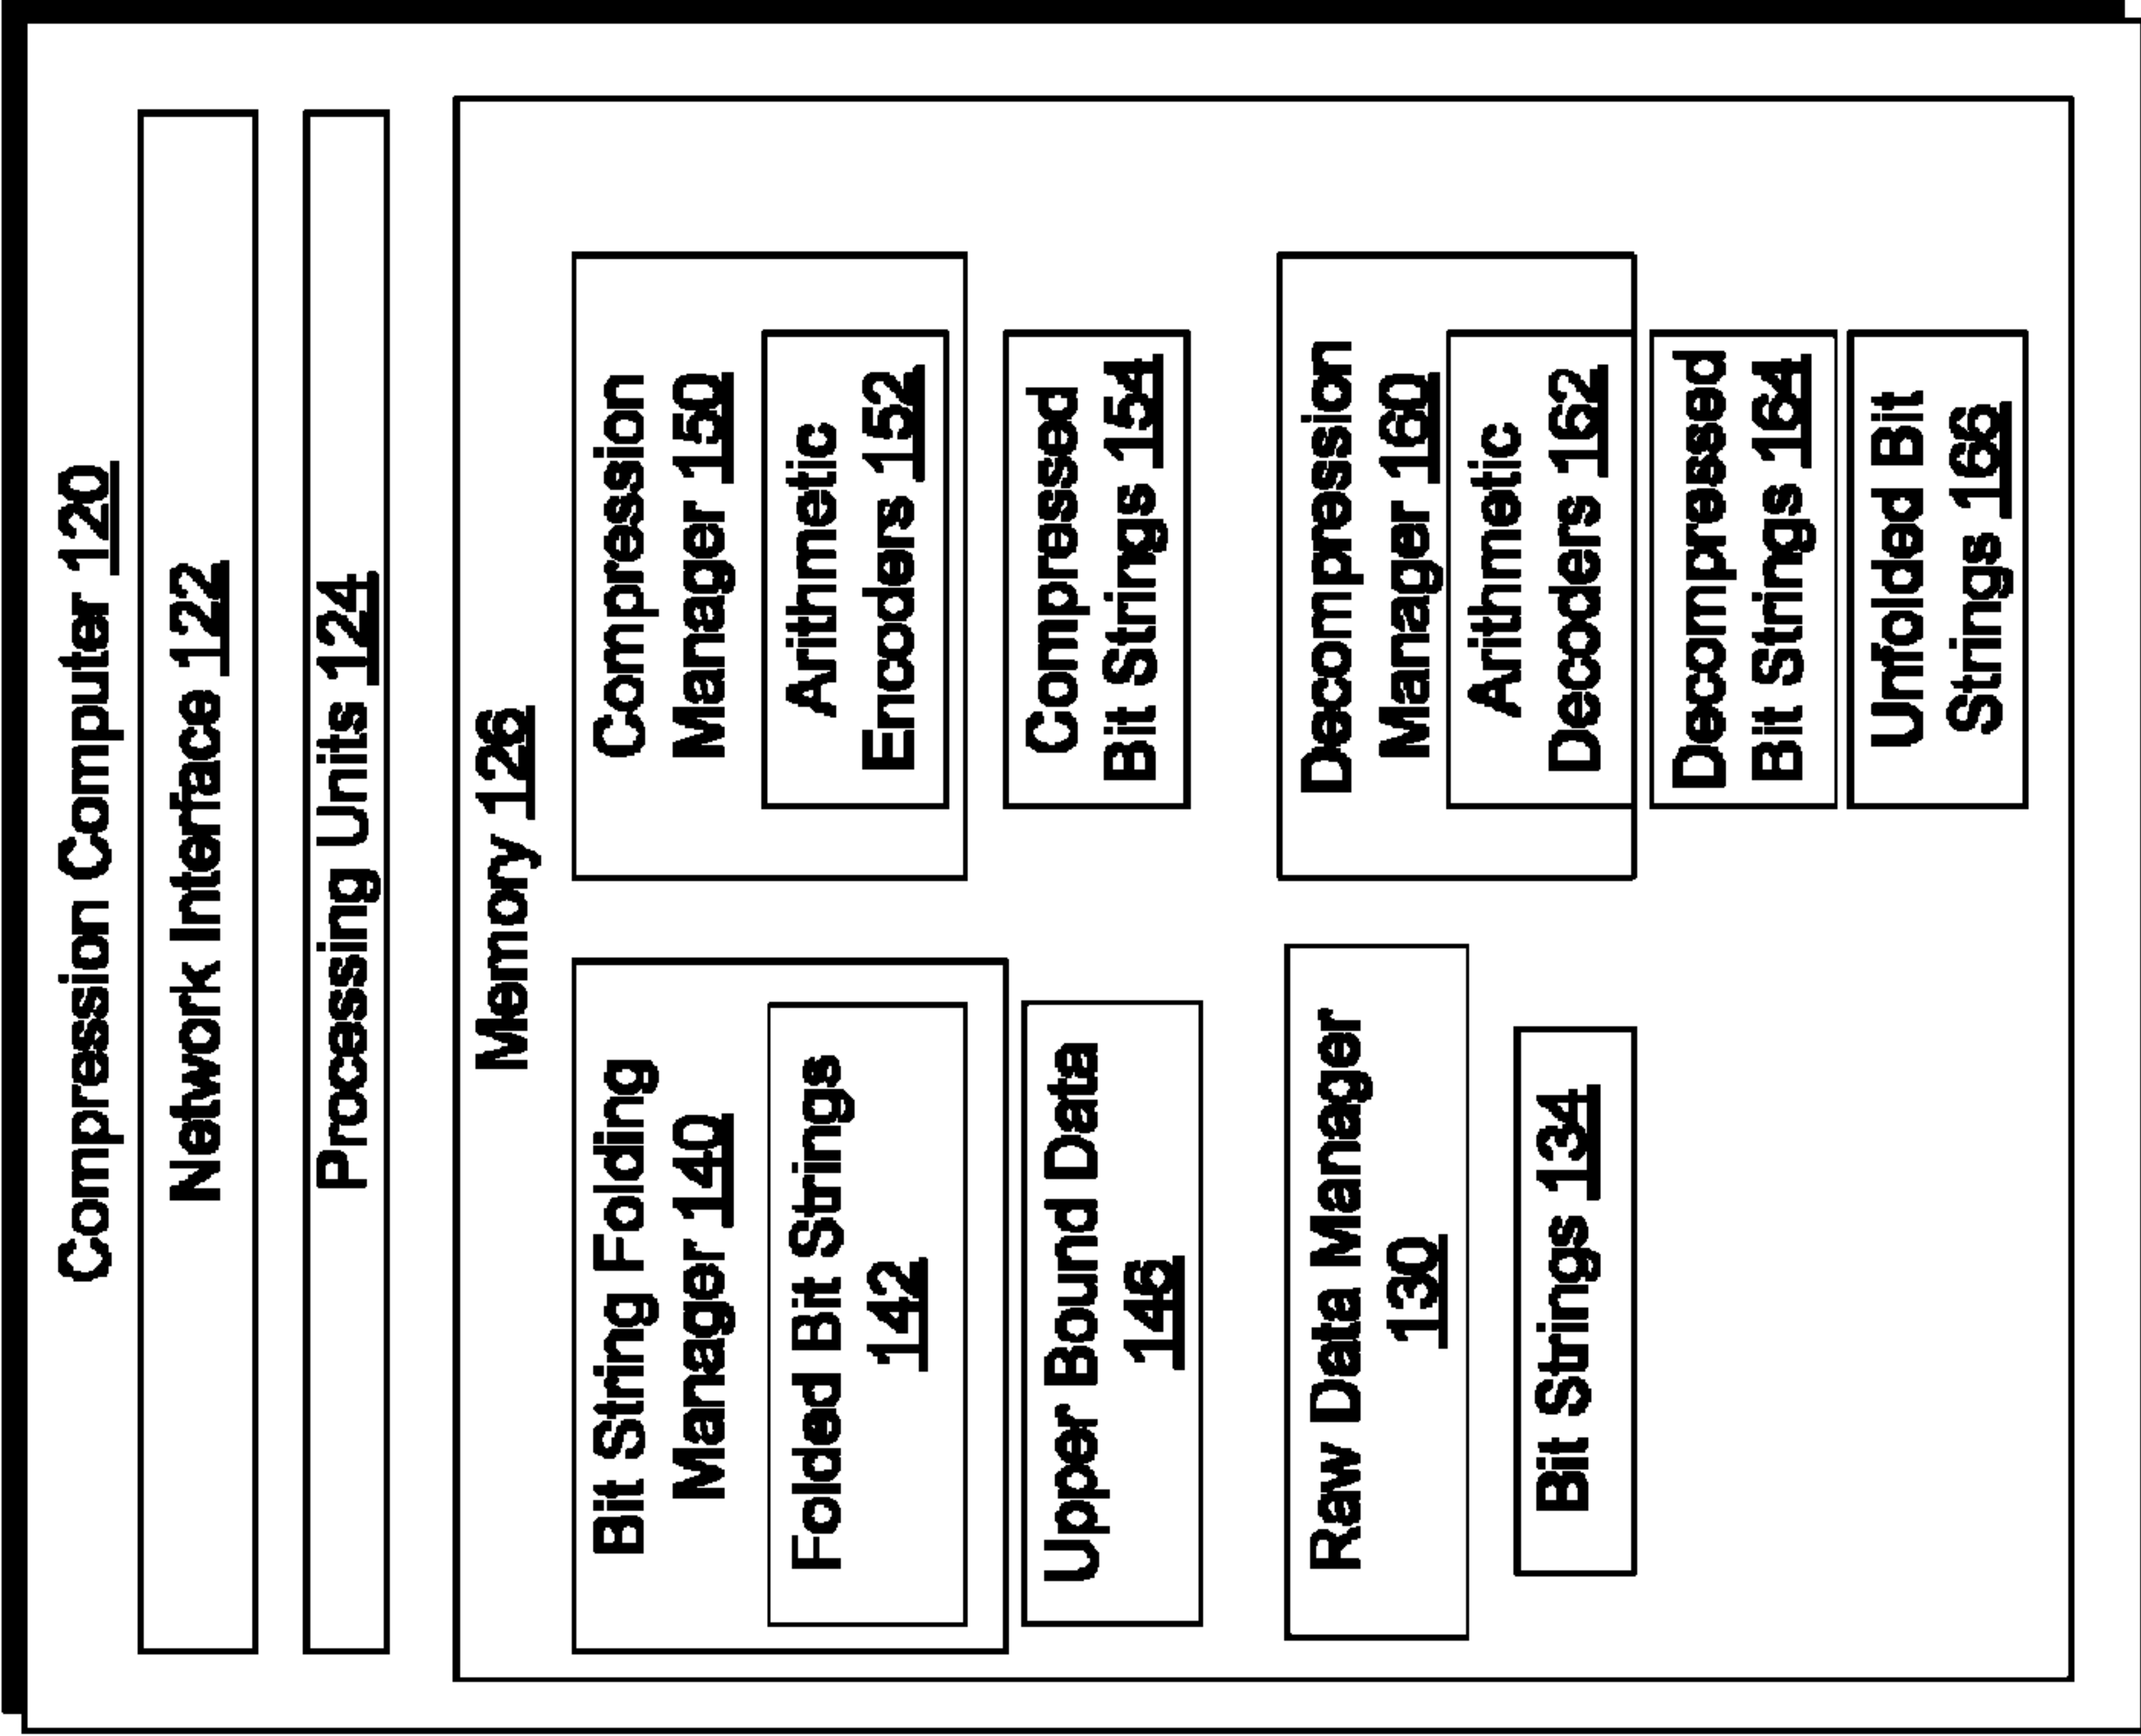 Compression Computer 120
Network Interface 122
Processing Units 124
Memory 126
Bit String Folding
Manager 140
Folded Bit Strings
142
Upper Bound Data
146
Raw Data Manager
130
Bit Strings 134
Compression
Manager 150
Arithmetic
Encoders 152
Compressed
Bit Strings 154
Decompression
Manager 160
Arithmetic
Decoders 162
Decompressed
Bit Strings 164
Unfolded Bit
Strings 166